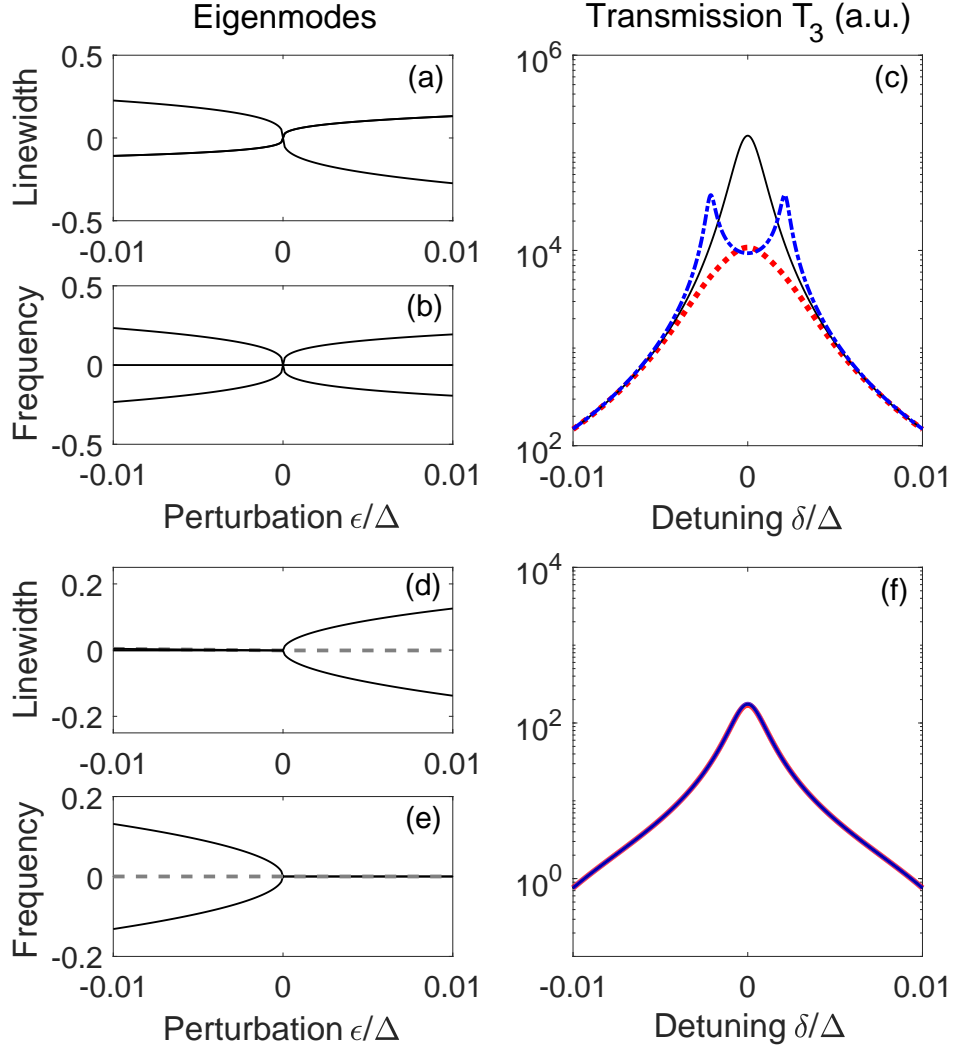 Eigenmodes
Transmission T_3 (a.u.)
0.5
0
-0.5
Linewidth
(a)
-0.01 0 0.01
0.5
0
-0.5
Frequency
(b)
-0.01 0 0.01
Perturbation ϵ/Δ
10^6
10^4
10^2
(c)
-0.01 0 0.01
Detuning δ/Δ
0.2
0
-0.2
Linewidth
(d)
-0.01 0 0.01
0.2
0
-0.2
Frequency
(e)
-0.01 0 0.01
Perturbation ϵ/Δ
10^4
10^2
10^0
(f)
-0.01 0 0.01
Detuning δ/Δ